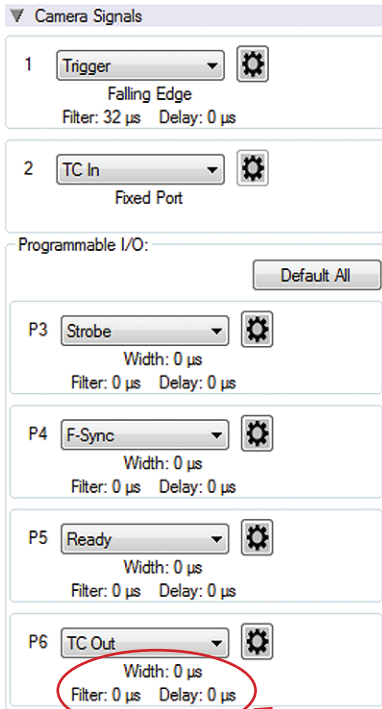 Camera Signals
1 Trigger
Falling Edge
Filter: 32 µs Delay: 0 µs
2 TC In
Fixed Port
Programmable I/O:
Default All
P3 Strobe
Width: 0 µs
Filter: 0 µs Delay: 0 µs
P4 F-Sync
Width: 0 µs
Filter: 0 µs Delay: 0 µs
P5 Ready
Width: 0 µs
Filter: 0 µs Delay: 0 µs
P6 TC Out
Width: 0 µs
Filter: 0 µs Delay: 0 µs